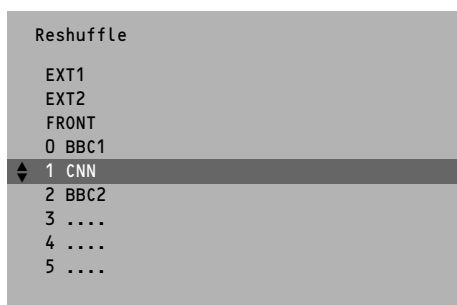 Reshuffle
EXT1
EXT2
FRONT
0 BBC1
1 CNN
2 BBC2
3 ....
4 ....
5 ....